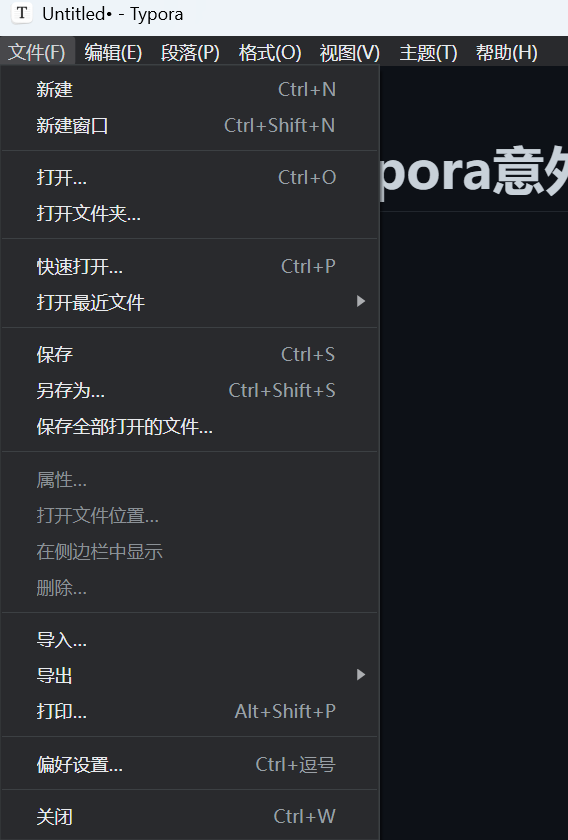 T Untitled• - Typora
文件(F) 编辑(E) 段落(P) 格式(O) 视图(V) 主题(T) 帮助(H)
新建 Ctrl+N
新建窗口 Ctrl+Shift+N
打开... Ctrl+O
pora意外
打开文件夹...
快速打开... Ctrl+P
打开最近文件
保存 Ctrl+S
另存为... Ctrl+Shift+S
保存全部打开的文件...
属性...
打开文件位置...
在侧边栏中显示
删除...
导入...
导出
打印... Alt+Shift+P
偏好设置... Ctrl+逗号
关闭 Ctrl+W